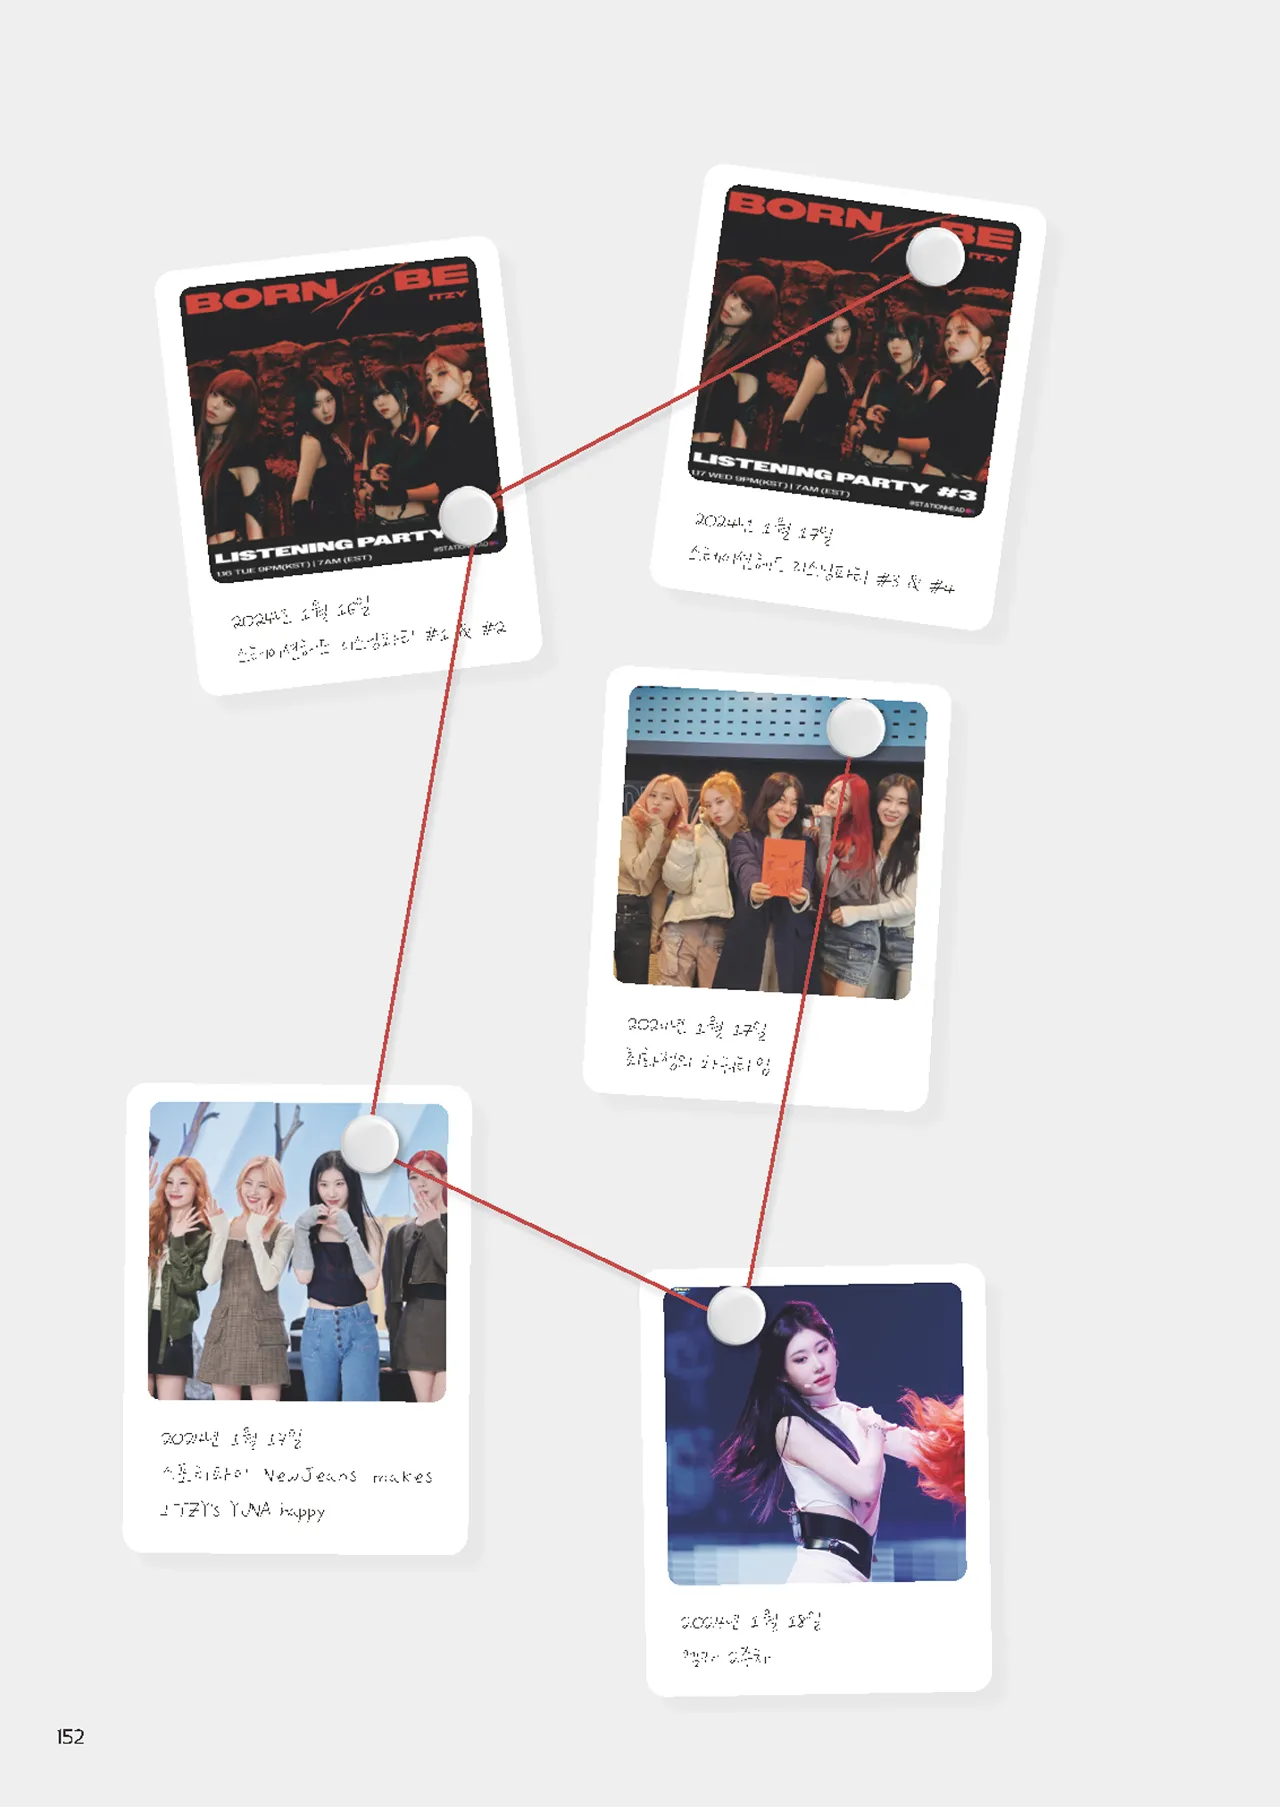 BORN TO BE
ITZY
LISTENING PARTY
1/16 TUE 9PM(KST) | 7AM (EST)
#STATIONHEAD
2024년 1월 16일
스테이션헤드 리스닝파티 #1 & #2
BORN BE
ITZY
LISTENING PARTY #3
1/17 WED 9PM(KST) | 7AM (EST)
#STATIONHEAD
2024년 1월 17일
스테이션헤드 리스닝파티 #3 & #4
2024년 1월 17일
최화정의 파워타임
2024년 1월 17일
스포티파이 NewJeans makes
ITZY's YUNA happy
2024년 1월 18일
엠카 2주차
152